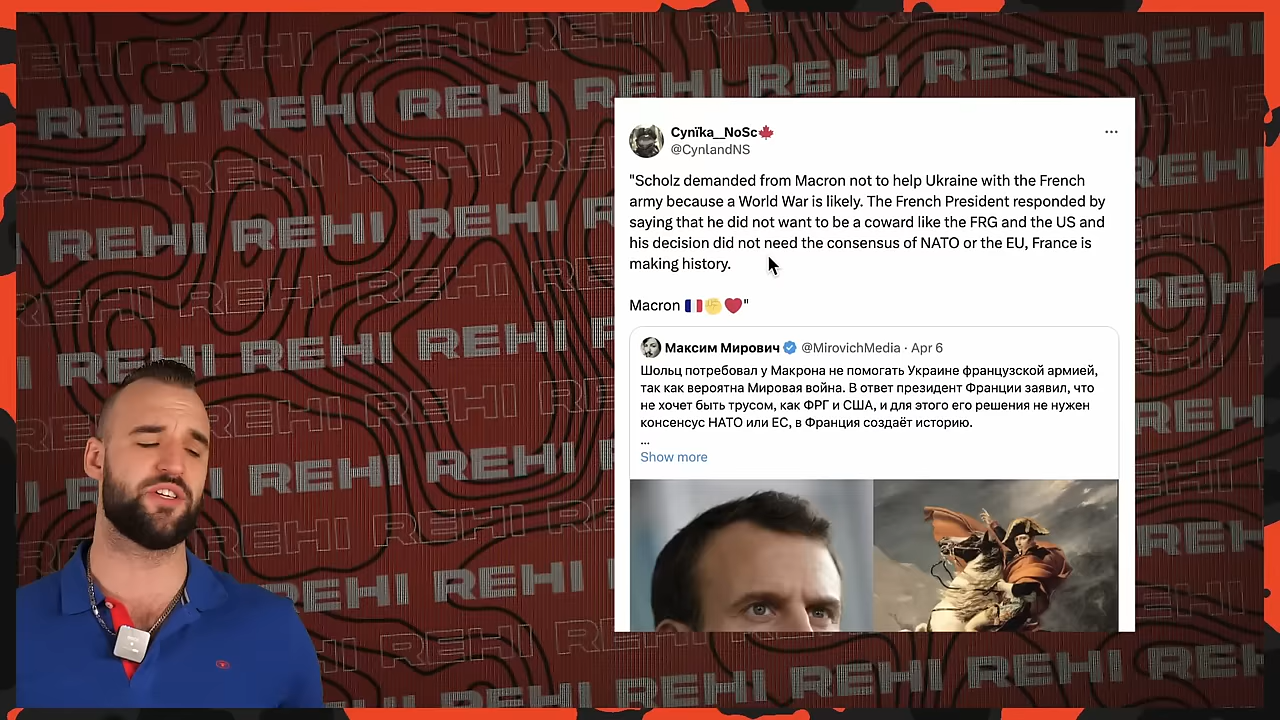 REHI REHI REHI REHI REHI REHI REHI
Cynïka_NoSc🍁
@CynlandNS
"Scholz demanded from Macron not to help Ukraine with the French
army because a World War is likely. The French President responded by
saying that he did not want to be a coward like the FRG and the US and
his decision did not need the consensus of NATO or the EU, France is
making history.
Macron 🇫🇷✊❤️"
Максим Мирович @MirovichMedia · Apr 6
Шольц потребовал у Макрона не помогать Украине французской армией,
так как вероятна Мировая война. В ответ президент Франции заявил, что
не хочет быть трусом, как ФРГ и США, и для этого его решения не нужен
консенсус НАТО или ЕС, в Франция создаёт историю.
...
Show more